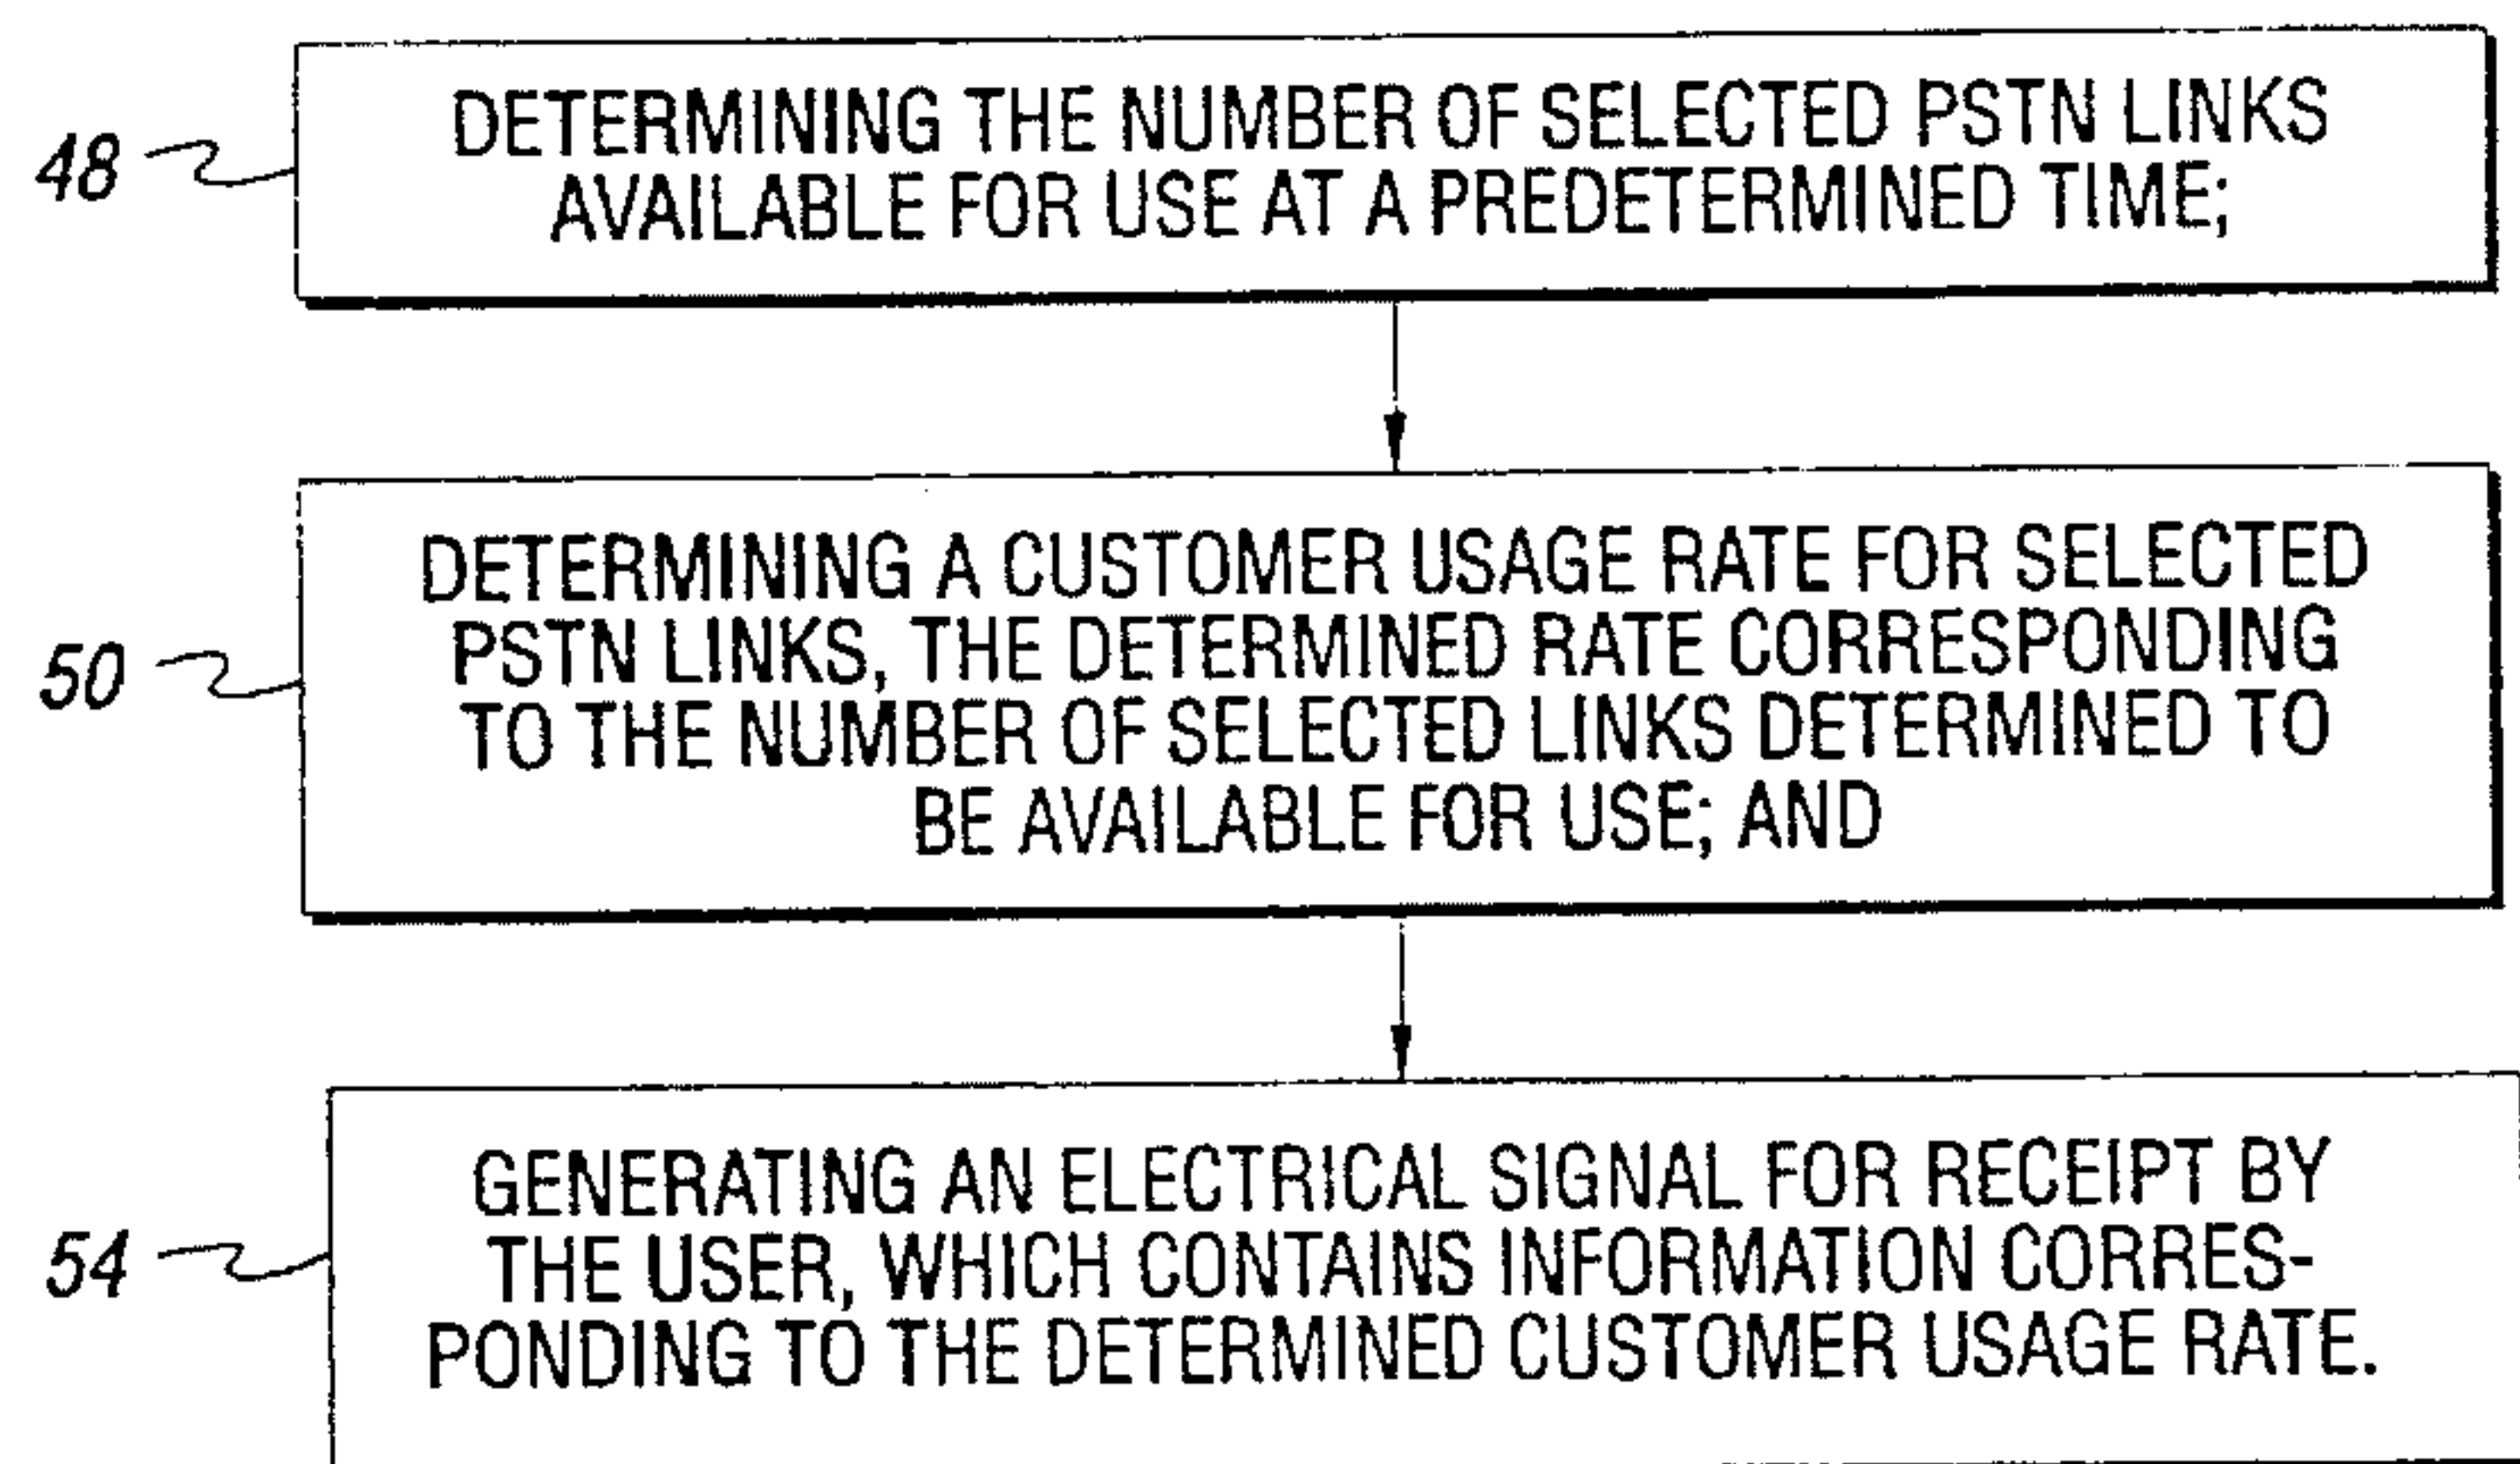 48
DETERMINING THE NUMBER OF SELECTED PSTN LINKS
AVAILABLE FOR USE AT A PREDETERMINED TIME;
50
DETERMINING A CUSTOMER USAGE RATE FOR SELECTED
PSTN LINKS, THE DETERMINED RATE CORRESPONDING
TO THE NUMBER OF SELECTED LINKS DETERMINED TO
BE AVAILABLE FOR USE; AND
54
GENERATING AN ELECTRICAL SIGNAL FOR RECEIPT BY
THE USER, WHICH CONTAINS INFORMATION CORRES-
PONDING TO THE DETERMINED CUSTOMER USAGE RATE.